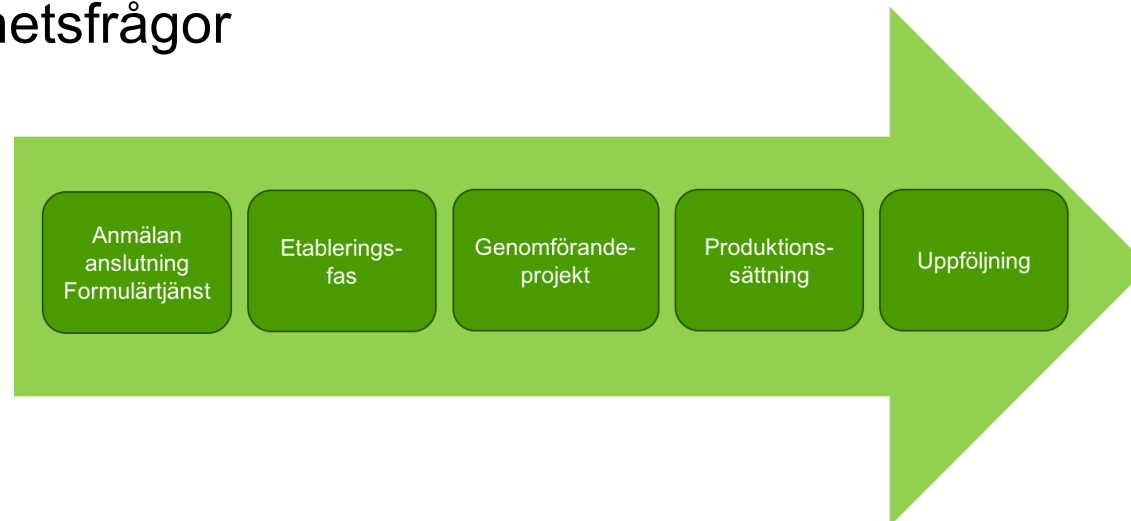 etsfrågor
Anmälan
anslutning
Formulärtjänst
Etablerings-
fas
Genomförande-
projekt
Produktions-
sättning
Uppföljning